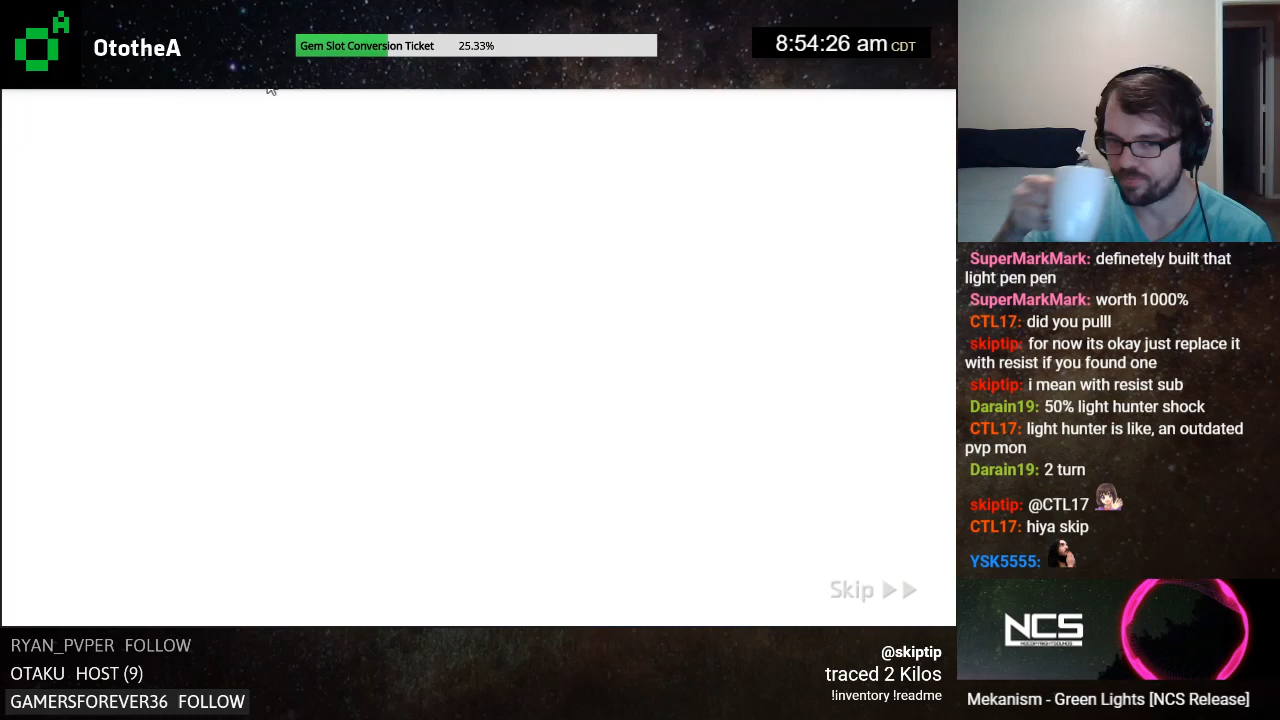 OtotheA
Gem Slot Conversion Ticket 25.33%
8:54:26 am CDT
SuperMarkMark: definetely built that
light pen pen
SuperMarkMark: worth 1000%
CTL17: did you pulll
skiptip: for now its okay just replace it
with resist if you found one
skiptip: i mean with resist sub
Darain19: 50% light hunter shock
CTL17: light hunter is like, an outdated
pvp mon
Darain19: 2 turn
skiptip: @CTL17
CTL17: hiya skip
YSK5555:
Skip
RYAN_PVPER FOLLOW
OTAKU HOST (9)
GAMERSFOREVER36 FOLLOW
@skiptip
traced 2 Kilos
!inventory !readme
NCS
Mekanism - Green Lights [NCS Release]